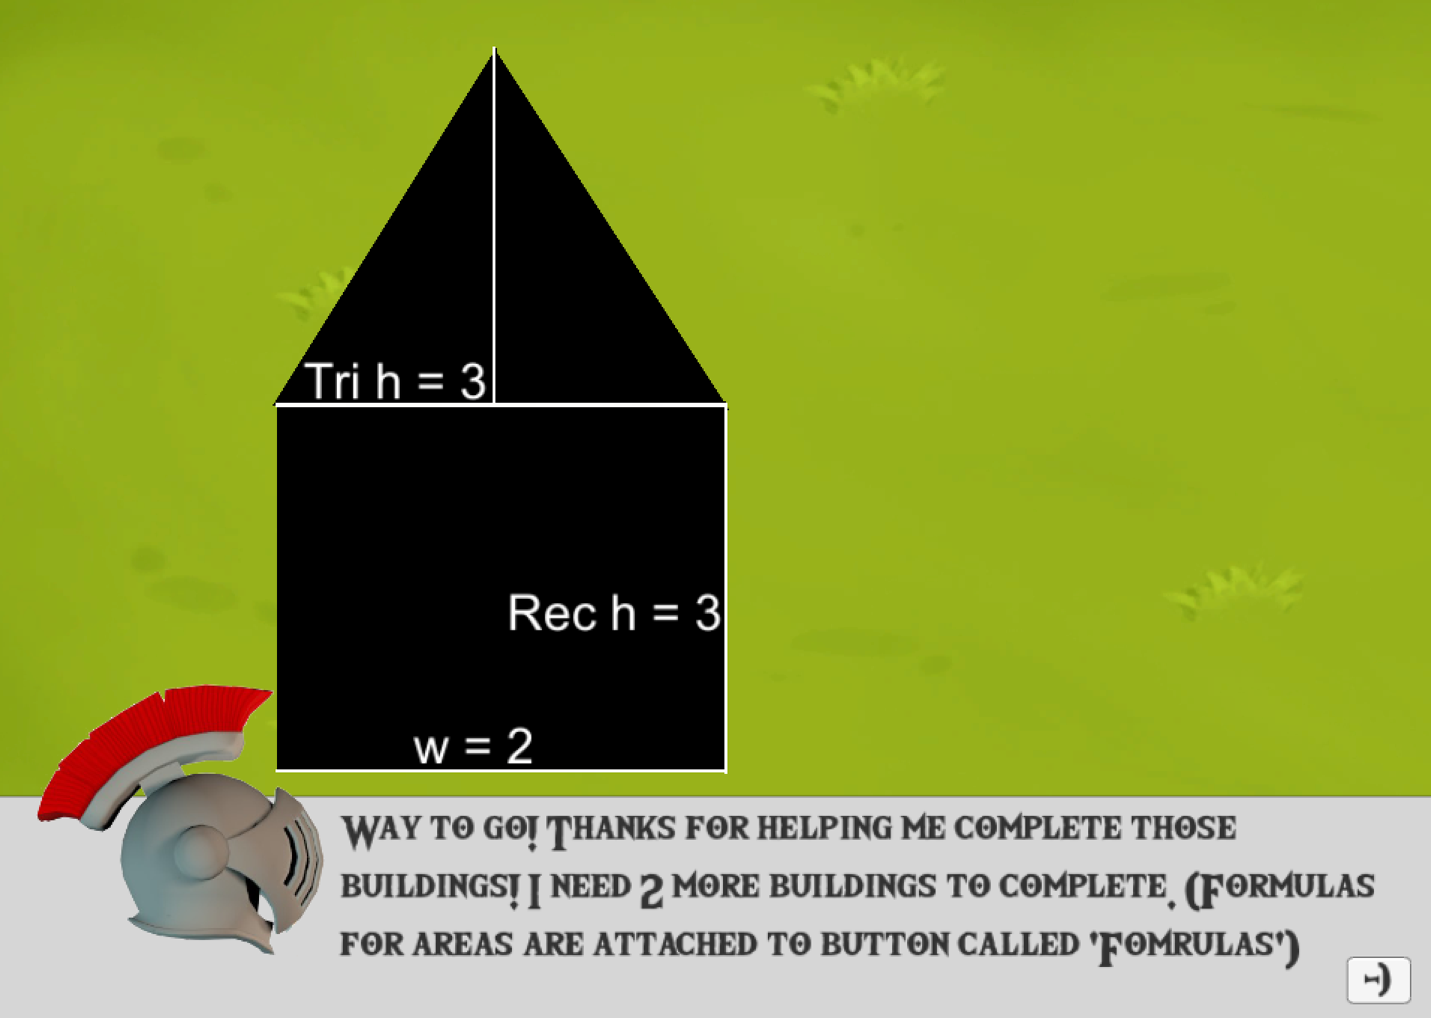 Tri h = 3
Rec h = 3
w = 2
Way to go! Thanks for helping me complete those
buildings! I need 2 more buildings to complete. (Formulas
for areas are attached to button called 'Fomrulas')
-)